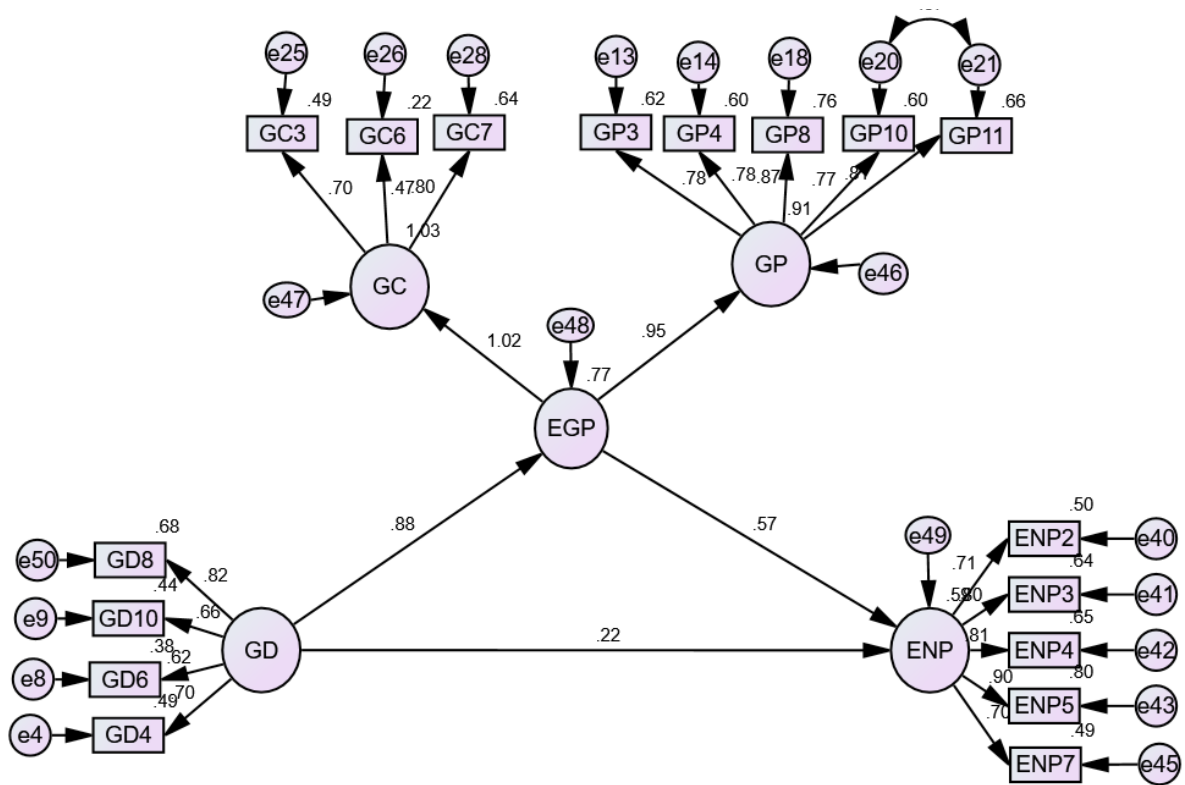 e25 e26 e28 e13 e14 e18 e20 e21
.49 .22 .64 .62 .60 .76 .60 .66
GC3 GC6 GC7 GP3 GP4 GP8 GP10 GP11
.70 .47 .80 .78 .78 .87 .77
1.03 .91
GC GP
e47 e46
e48
1.02 .95
.77
EGP
.88 .57
.68 .50
e50 GD8 .82 e49 ENP2 e40
.44 .71 .64
e9 GD10 .66 .80 ENP3 e41
GD .22 ENP
.38 .62 .81 ENP4 .65 e42
e8 GD6 .90 .80
.49 .70 ENP5 e43
e4 GD4 .70 .49
ENP7 e45